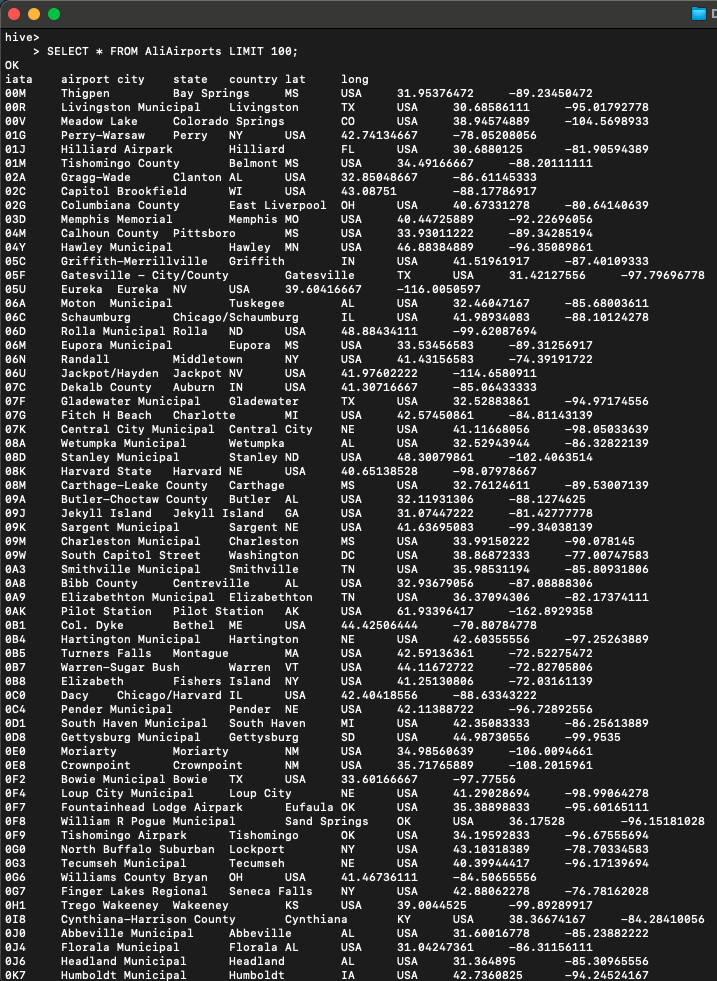 D
hive>
> SELECT * FROM AliAirports LIMIT 100;
OK
iata airport city state country lat long
00M Thigpen Bay Springs MS USA 31.95376472 -89.23450472
00R Livingston Municipal Livingston TX USA 30.68586111 -95.01792778
00V Meadow Lake Colorado Springs CO USA 38.94574889 -104.5698933
01G Perry-Warsaw Perry NY USA 42.74134667 -78.05208056
01J Hilliard Airpark Hilliard FL USA 30.6880125 -81.90594389
01M Tishomingo County Belmont MS USA 34.49166667 -88.20111111
02A Gragg-Wade Clanton AL USA 32.85048667 -86.61145333
02C Capitol Brookfield WI USA 43.08751 -88.17786917
02G Columbiana County East Liverpool OH USA 40.67331278 -80.64140639
03D Memphis Memorial Memphis MO USA 40.44725889 -92.22696056
04M Calhoun County Pittsboro MS USA 33.93011222 -89.34285194
04Y Hawley Municipal Hawley MN USA 46.88384889 -96.35089861
05C Griffith-Merrillville Griffith IN USA 41.51961917 -87.40109333
05F Gatesville - City/County Gatesville TX USA 31.42127556 -97.79696778
05U Eureka Eureka NV USA 39.60416667 -116.0050597
06A Moton  Municipal Tuskegee AL USA 32.46047167 -85.68003611
06C Schaumburg Chicago/Schaumburg IL USA 41.98934083 -88.10124278
06D Rolla Municipal Rolla ND USA 48.88434111 -99.62087694
06M Eupora Municipal Eupora MS USA 33.53456583 -89.31256917
06N Randall Middletown NY USA 41.43156583 -74.39191722
06U Jackpot/Hayden Jackpot NV USA 41.97602222 -114.6580911
07C Dekalb County Auburn IN USA 41.30716667 -85.06433333
07F Gladewater Municipal Gladewater TX USA 32.52883861 -94.97174556
07G Fitch H Beach Charlotte MI USA 42.57450861 -84.81143139
07K Central City Municipal Central City NE USA 41.11668056 -98.05033639
08A Wetumpka Municipal Wetumpka AL USA 32.52943944 -86.32822139
08D Stanley Municipal Stanley ND USA 48.30079861 -102.4063514
08K Harvard State Harvard NE USA 40.65138528 -98.07978667
08M Carthage-Leake County Carthage MS USA 32.76124611 -89.53007139
09A Butler-Choctaw County Butler AL USA 32.11931306 -88.1274625
09J Jekyll Island Jekyll Island GA USA 31.07447222 -81.42777778
09K Sargent Municipal Sargent NE USA 41.63695083 -99.34038139
09M Charleston Municipal Charleston MS USA 33.99150222 -90.078145
09W South Capitol Street Washington DC USA 38.86872333 -77.00747583
0A3 Smithville Municipal Smithville TN USA 35.98531194 -85.80931806
0A8 Bibb County Centreville AL USA 32.93679056 -87.08888306
0A9 Elizabethton Municipal Elizabethton TN USA 36.37094306 -82.17374111
0AK Pilot Station Pilot Station AK USA 61.93396417 -162.8929358
0B1 Col. Dyke Bethel ME USA 44.42506444 -70.80784778
0B4 Hartington Municipal Hartington NE USA 42.60355556 -97.25263889
0B5 Turners Falls Montague MA USA 42.59136361 -72.52275472
0B7 Warren-Sugar Bush Warren VT USA 44.11672722 -72.82705806
0B8 Elizabeth Fishers Island NY USA 41.25130806 -72.03161139
0C0 Dacy Chicago/Harvard IL USA 42.40418556 -88.63343222
0C4 Pender Municipal Pender NE USA 42.11388722 -96.72892556
0D1 South Haven Municipal South Haven MI USA 42.35083333 -86.25613889
0D8 Gettysburg Municipal Gettysburg SD USA 44.98730556 -99.9535
0E0 Moriarty Moriarty NM USA 34.98560639 -106.0094661
0E8 Crownpoint Crownpoint NM USA 35.71765889 -108.2015961
0F2 Bowie Municipal Bowie TX USA 33.60166667 -97.77556
0F4 Loup City Municipal Loup City NE USA 41.29028694 -98.99064278
0F7 Fountainhead Lodge Airpark Eufaula OK USA 35.38898833 -95.60165111
0F8 William R Pogue Municipal Sand Springs OK USA 36.17528 -96.15181028
0F9 Tishomingo Airpark Tishomingo OK USA 34.19592833 -96.67555694
0G0 North Buffalo Suburban Lockport NY USA 43.10318389 -78.70334583
0G3 Tecumseh Municipal Tecumseh NE USA 40.39944417 -96.17139694
0G6 Williams County Bryan OH USA 41.46736111 -84.50655556
0G7 Finger Lakes Regional Seneca Falls NY USA 42.88062278 -76.78162028
0H1 Trego Wakeeney Wakeeney KS USA 39.0044525 -99.89289917
0I8 Cynthiana-Harrison County Cynthiana KY USA 38.36674167 -84.28410056
0J0 Abbeville Municipal Abbeville AL USA 31.60016778 -85.23882222
0J4 Florala Municipal Florala AL USA 31.04247361 -86.31156111
0J6 Headland Municipal Headland AL USA 31.364895 -85.30965556
0K7 Humboldt Municipal Humboldt IA USA 42.7360825 -94.24524167